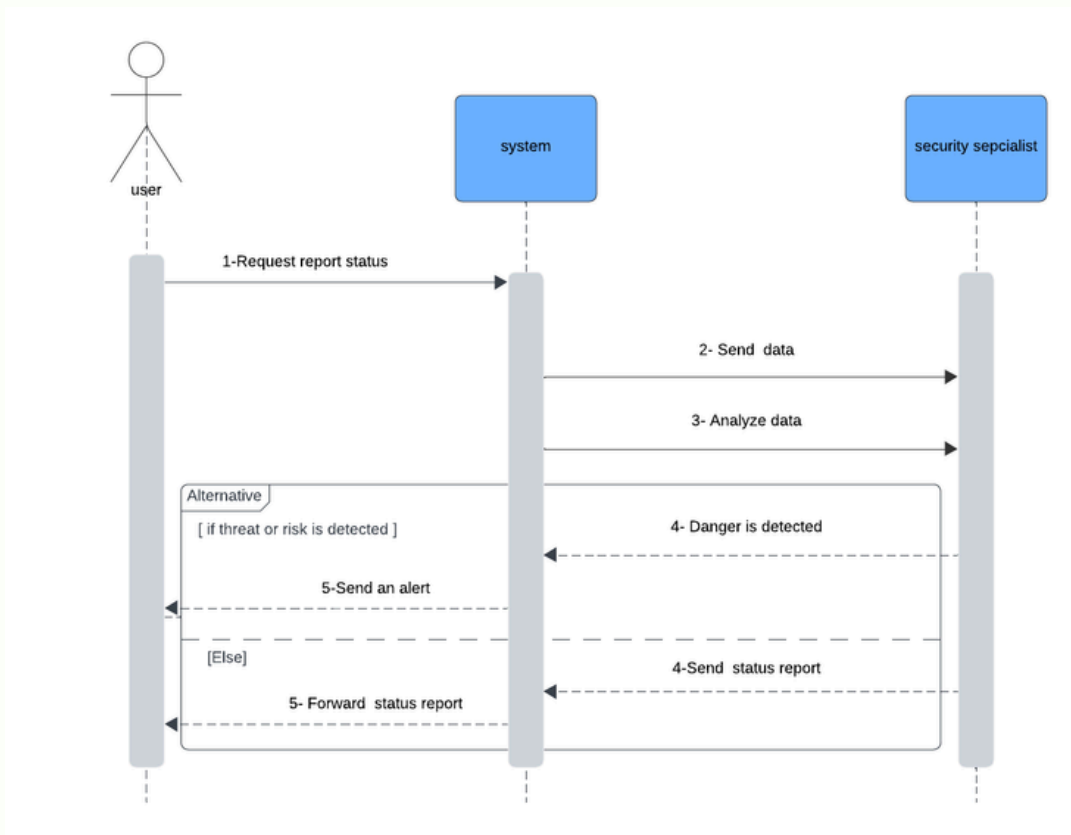 system
security sepcialist
user
1-Request report status
2- Send  data
3- Analyze data
Alternative
[ if threat or risk is detected ]
4- Danger is detected
5-Send an alert
[Else]
4-Send  status report
5- Forward  status report